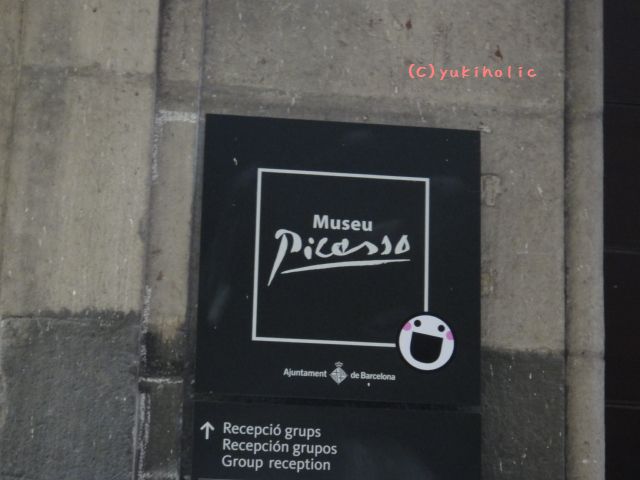 (C)yukiholic
Museu
Picasso
Ajuntament de Barcelona
↑ Recepció grups
Recepción grupos
Group reception